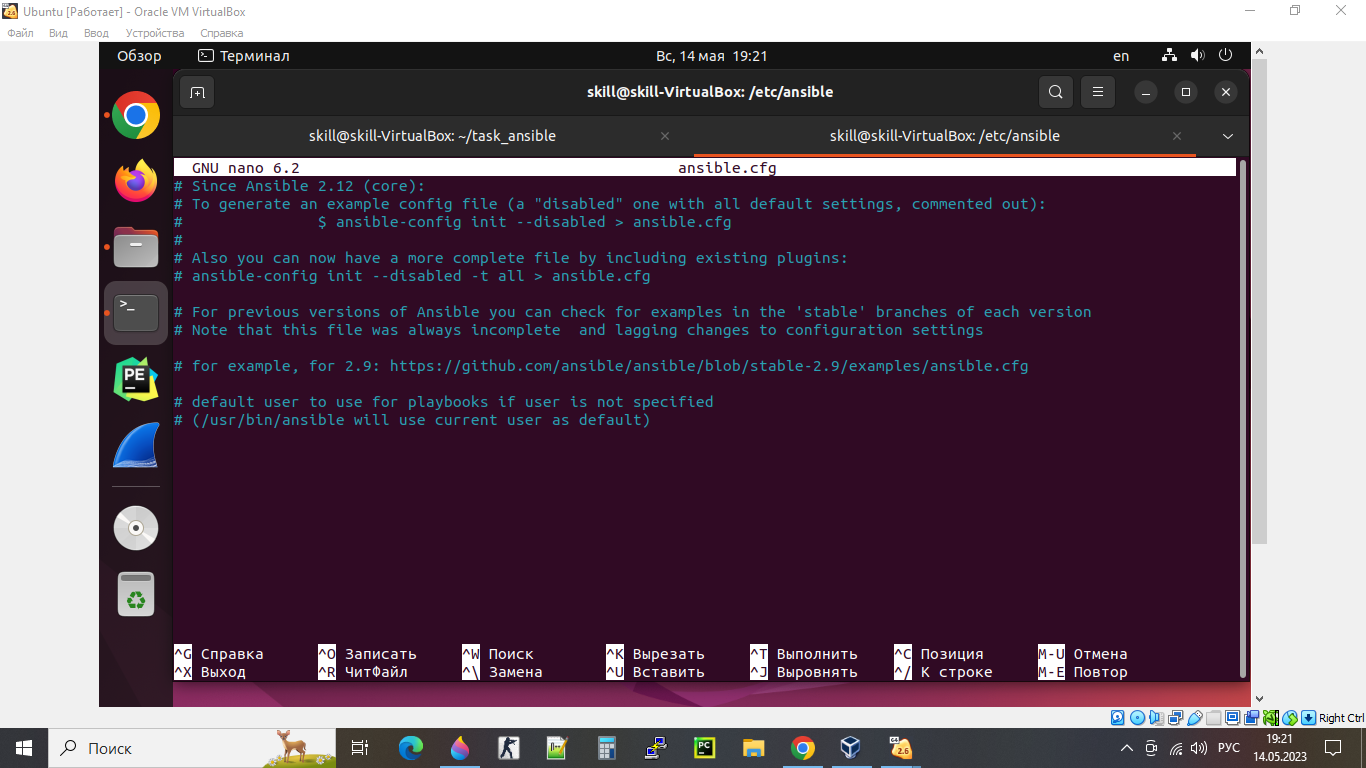 Ubuntu [Работает] - Oracle VM VirtualBox
Файл Вид Ввод Устройства Справка
Обзор Терминал Вс, 14 мая 19:21 en
skill@skill-VirtualBox: /etc/ansible
skill@skill-VirtualBox: ~/task_ansible
skill@skill-VirtualBox: /etc/ansible
GNU nano 6.2 ansible.cfg
# Since Ansible 2.12 (core):
# To generate an example config file (a "disabled" one with all default settings, commented out):
#               $ ansible-config init --disabled > ansible.cfg
#
# Also you can now have a more complete file by including existing plugins:
# ansible-config init --disabled -t all > ansible.cfg
# For previous versions of Ansible you can check for examples in the 'stable' branches of each version
# Note that this file was always incomplete  and lagging changes to configuration settings
# for example, for 2.9: https://github.com/ansible/ansible/blob/stable-2.9/examples/ansible.cfg
# default user to use for playbooks if user is not specified
# (/usr/bin/ansible will use current user as default)
>_
PE
^G Справка ^O Записать ^W Поиск ^K Вырезать ^T Выполнить ^C Позиция M-U Отмена
^X Выход ^R ЧитФайл ^\ Замена ^U Вставить ^J Выровнять ^/ К строке M-E Повтор
Right Ctrl
Поиск PC 64 2.6 РУС 19:21
14.05.2023